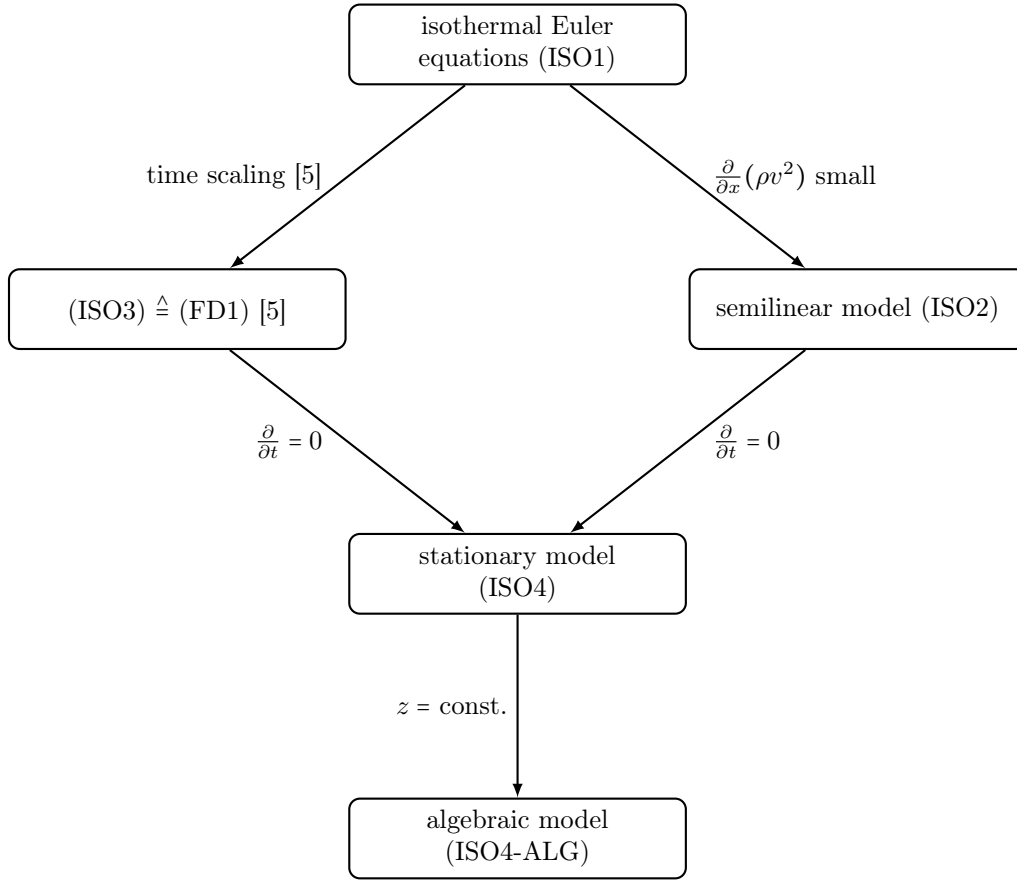 isothermal Euler
equations (ISO1)
time scaling [5]
∂/∂x(ρv²) small
(ISO3) ≙ (FD1) [5]
semilinear model (ISO2)
∂/∂t = 0
∂/∂t = 0
stationary model
(ISO4)
z = const.
algebraic model
(ISO4-ALG)